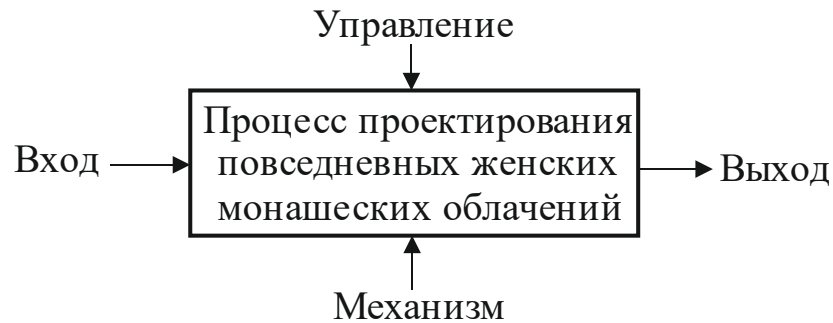 Управление
Процесс проектирования
Вход
повседневных женских
Выход
монашеских облачений
Механизм